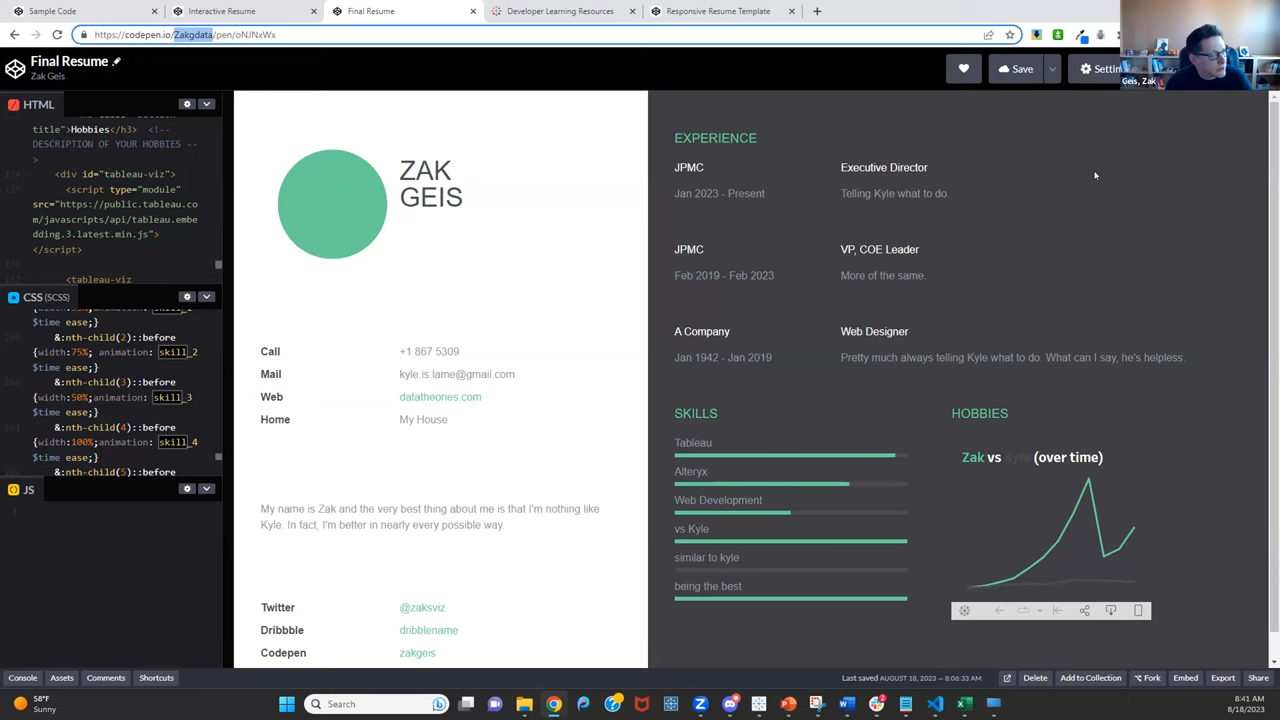 Sample Code
Interactive Resume
Final Resume
Developer Learning Resources
Responsive Resume Template
https://codepen.io/Zakgdata/pen/oNJNxWx
Final Resume
Zak Geis
Save
Settin
Geis, Zak
HTML
title">Hobbies</h3> <!--
DESCRIPTION OF YOUR HOBBIES --
>
<div id="tableau-viz">
<script type="module"
src="https://public.tableau.co
m/javascripts/api/tableau.embe
dding.3.latest.min.js">
</script>
<tableau-viz
CSS (SCSS)
$time ease;}
&:nth-child(2)::before
{width:75%; animation: skill_2
$time ease;}
&:nth-child(3)::before
{width:50%;animation: skill_3
$time ease;}
&:nth-child(4)::before
{width:100%;animation: skill_4
$time ease;}
&:nth-child(5)::before
JS
ZAK
GEIS
Call +1 867 5309
Mail kyle.is.lame@gmail.com
Web datatheories.com
Home My House
My name is Zak and the very best thing about me is that I'm nothing like
Kyle. In fact, I'm better in nearly every possible way.
Twitter @zaksviz
Dribbble dribblename
Codepen zakgeis
EXPERIENCE
JPMC Executive Director
Jan 2023 - Present Telling Kyle what to do.
JPMC VP, COE Leader
Feb 2019 - Feb 2023 More of the same.
A Company Web Designer
Jan 1942 - Jan 2019 Pretty much always telling Kyle what to do. What can I say, he's helpless.
SKILLS
Tableau
Alteryx
Web Development
vs Kyle
similar to kyle
being the best
HOBBIES
Zak vs Kyle (over time)
Console
Assets
Comments
Shortcuts
Last saved AUGUST 18, 2023 — 8:06:33 AM
Delete
Add to Collection
Fork
Embed
Export
Share
58°F
Sunny
Search
8:41 AM
8/18/2023